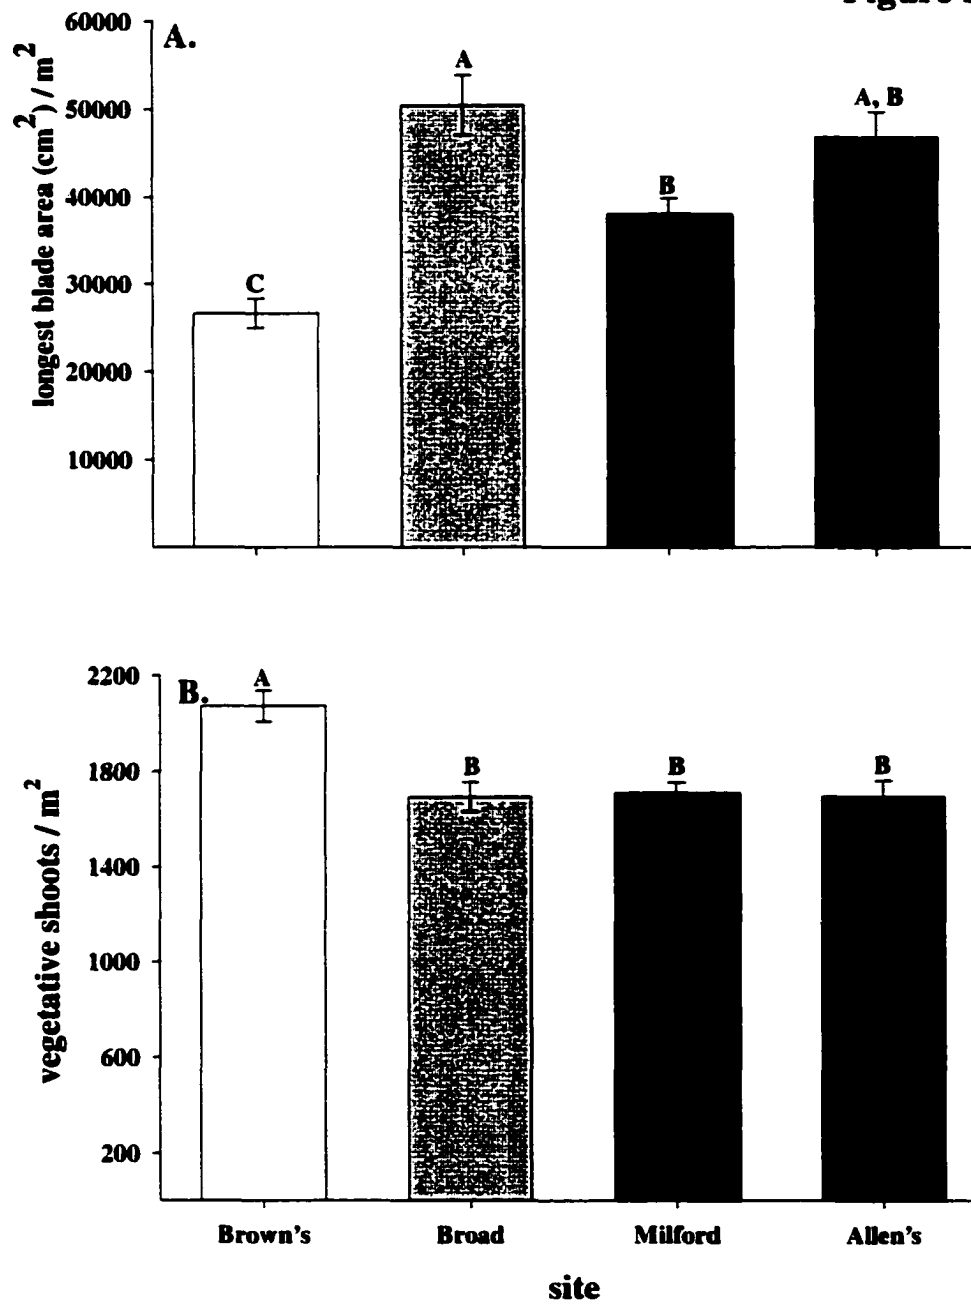 A.
longest blade area (cm²) / m²
60000
50000
40000
30000
20000
10000
C
A
B
A, B
B.
vegetative shoots / m²
2200
1800
1400
1000
600
200
A
B
B
B
Brown's Broad Milford Allen's
site